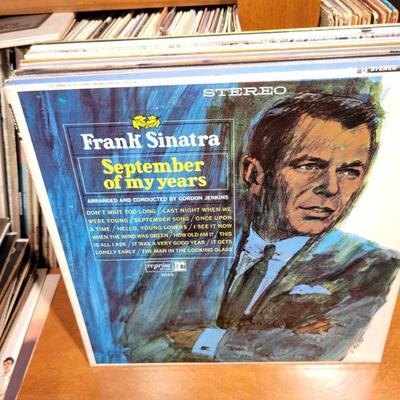 STEREO
STEREO
Frank Sinatra
September
of my years
ARRANGED AND CONDUCTED BY GORDON JENKINS
DON'T WAIT TOO LONG / LAST NIGHT WHEN WE
WERE YOUNG / SEPTEMBER SONG / ONCE UPON
A TIME / HELLO, YOUNG LOVERS / I SEE IT NOW
WHEN THE WIND WAS GREEN / HOW OLD AM I? / THIS
IS ALL I ASK / IT WAS A VERY GOOD YEAR / IT GETS
LONELY EARLY / THE MAN IN THE LOOKING GLASS
reprise